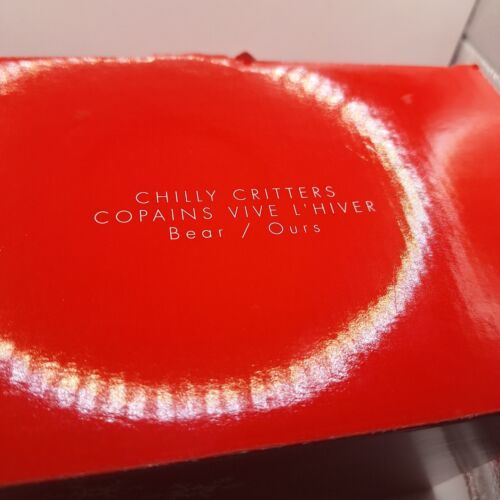 CHILLY CRITTERS
COPAINS VIVE L'HIVER
Bear / Ours